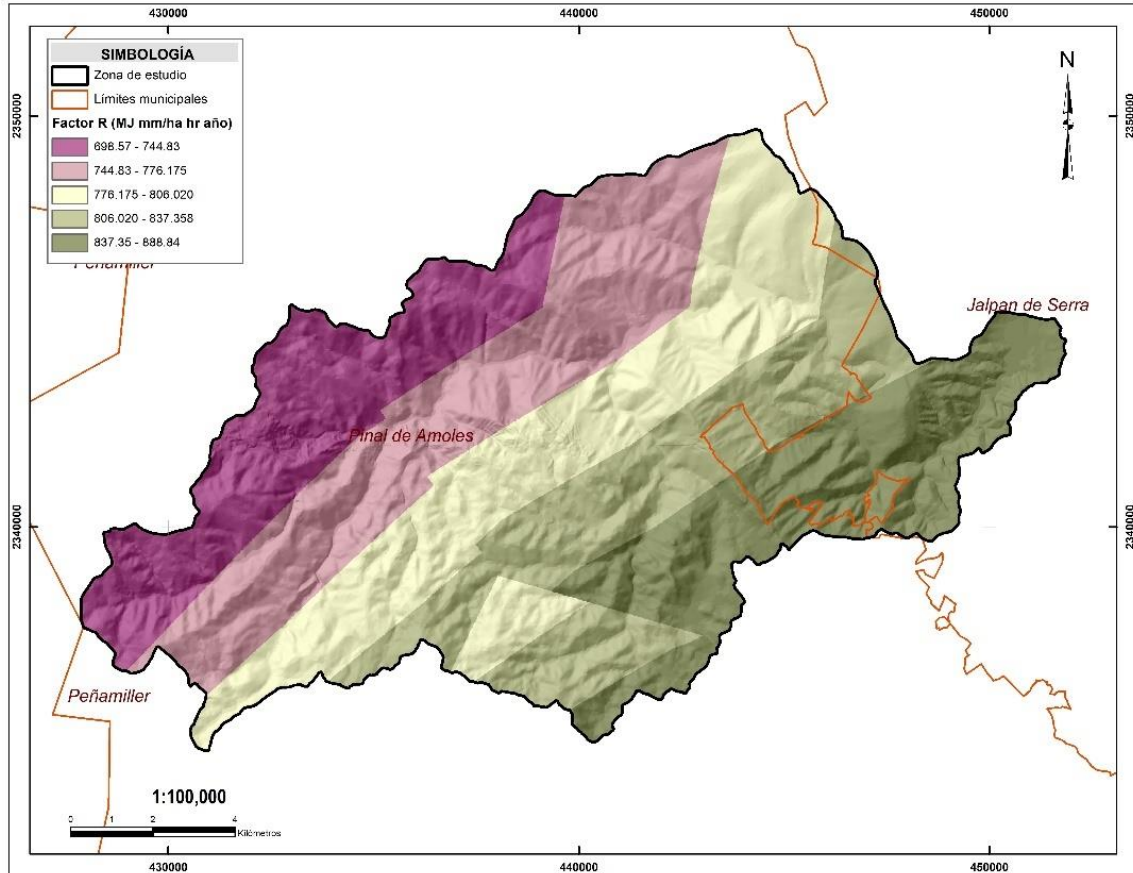 430000
440000
450000
SIMBOLOGÍA
Zona de estudio
Límites municipales
Factor R (MJ mm/ha hr año)
698.57 - 744.83
744.83 - 776.175
776.175 - 806.020
806.020 - 837.358
837.35 - 888.84
N
2350000
2350000
Peñamiller
Jalpan de Serra
Pinal de Amoles
2340000
2340000
Peñamiller
1:100,000
0 1 2 4
Kilómetros
430000
440000
450000